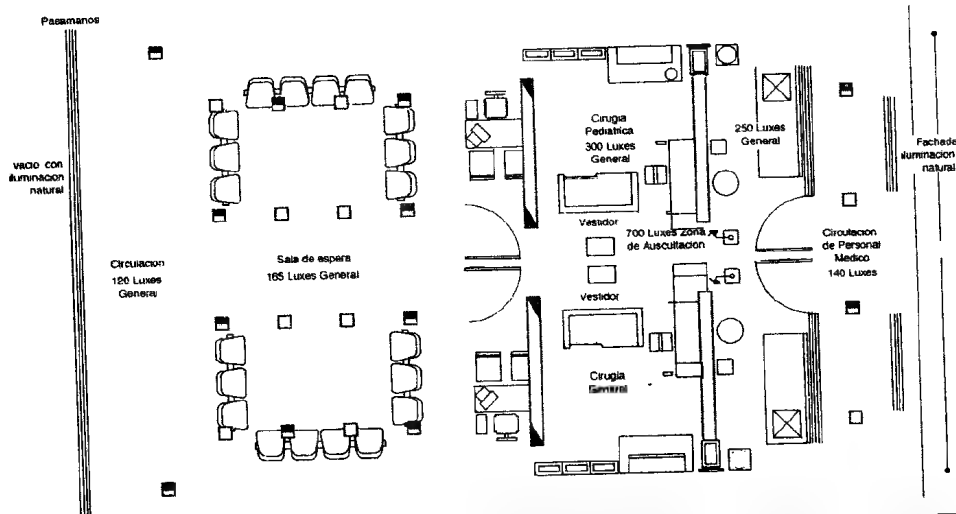 Pasamanos
vacio con
iluminacion
natural
Circulacion
120 Luxes
General
Sala de espera
165 Luxes General
Cirugia
Pediatrica
300 Luxes
General
Vestidor
700 Luxes Zona
de Auscultacion
Vestidor
Cirugia
General
250 Luxes
General
Circulacion
de Personal
Medico
140 Luxes
Fachada
iluminacion
natural